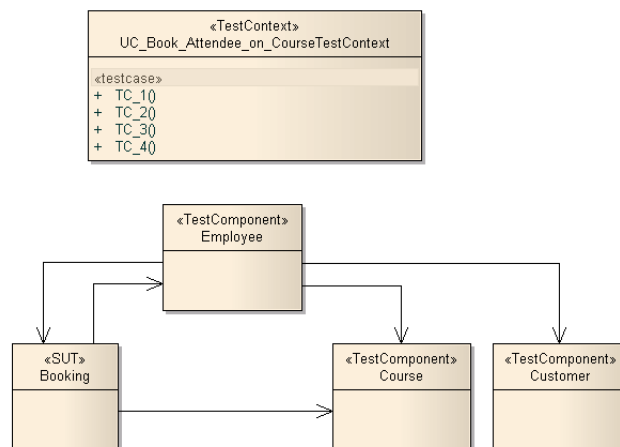 «TestContext»
UC_Book_Attendee_on_CourseTestContext
«testcase»
+ TC_1()
+ TC_2()
+ TC_3()
+ TC_4()
«TestComponent»
Employee
«SUT»
Booking
«TestComponent»
Course
«TestComponent»
Customer